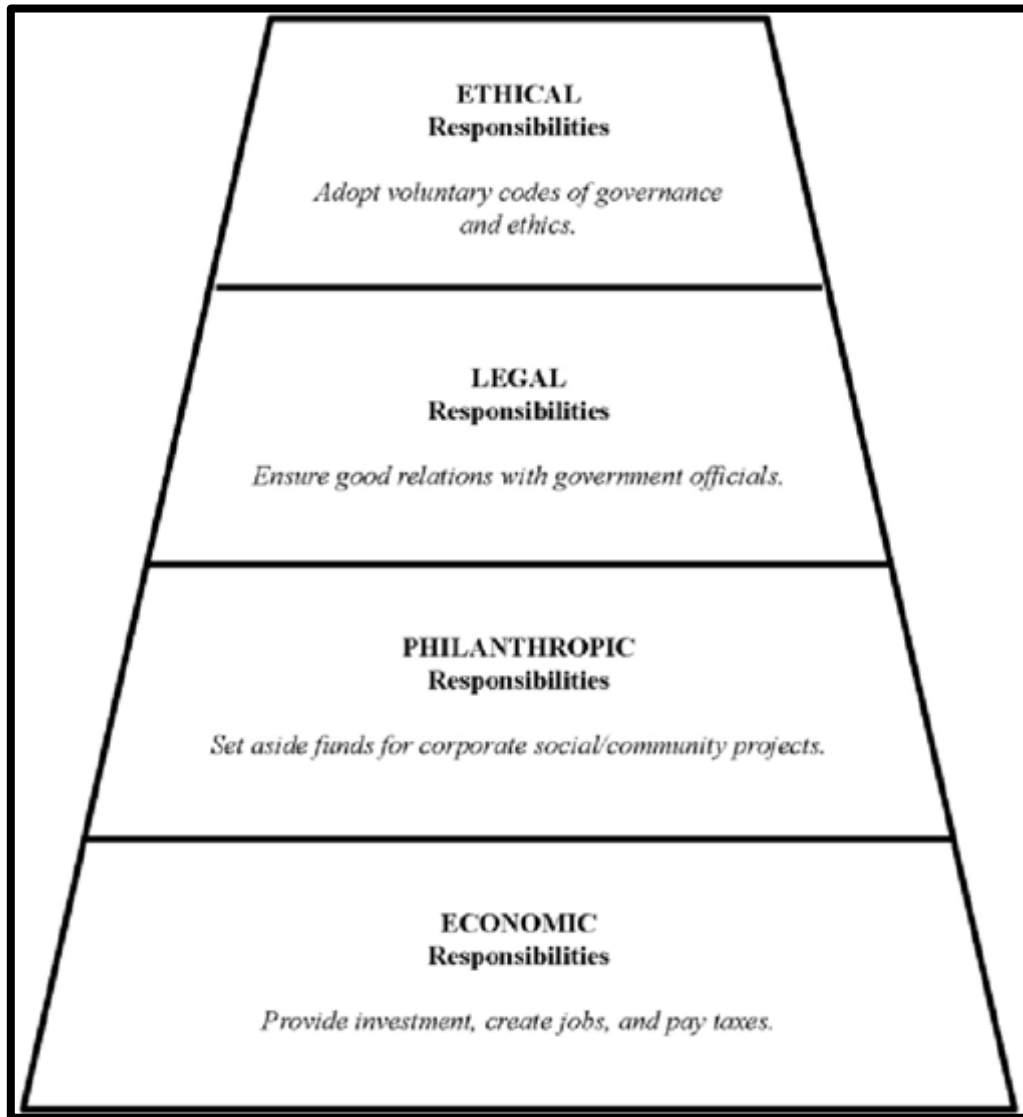 ETHICAL
Responsibilities
Adopt voluntary codes of governance
and ethics.
LEGAL
Responsibilities
Ensure good relations with government officials.
PHILANTHROPIC
Responsibilities
Set aside funds for corporate social/community projects.
ECONOMIC
Responsibilities
Provide investment, create jobs, and pay taxes.